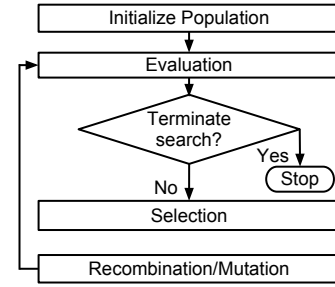 Initialize Population
Evaluation
Terminate
search?
Yes
Stop
No
Selection
Recombination/Mutation